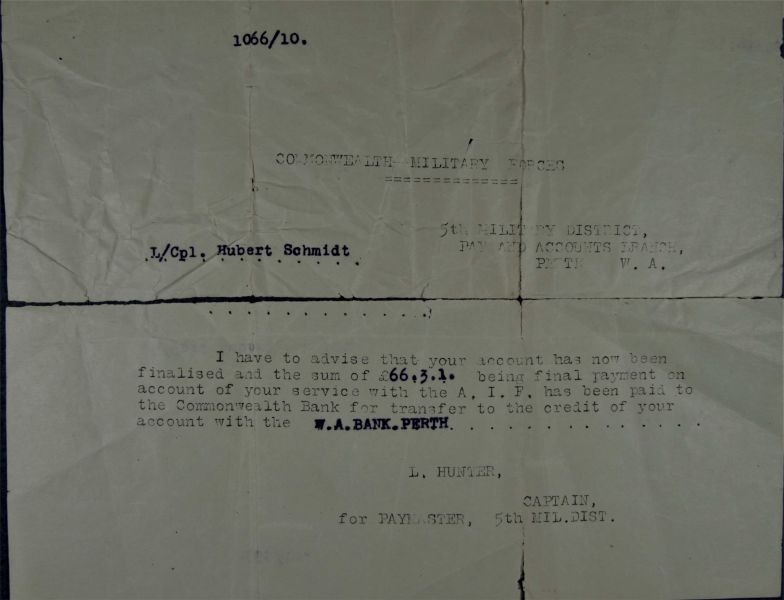 1066/10.
COMMONWEALTH MILITARY FORCES
=============
5th MILITARY DISTRICT,
L/Cpl. Hubert Schmidt
PAY AND ACCOUNTS BRANCH,
PERTH W. A.
. . . . . . . . . . . . .
I have to advise that your account has now been
finalised and the sum of £66.3.1. being final payment on
account of your service with the A. I. F. has been paid to
the Commonwealth Bank for transfer to the credit of your
account with the W.A.BANK.PERTH. . . . . . . . . . . . . . .
L. HUNTER,
CAPTAIN,
for PAYMASTER, 5th MIL.DIST.